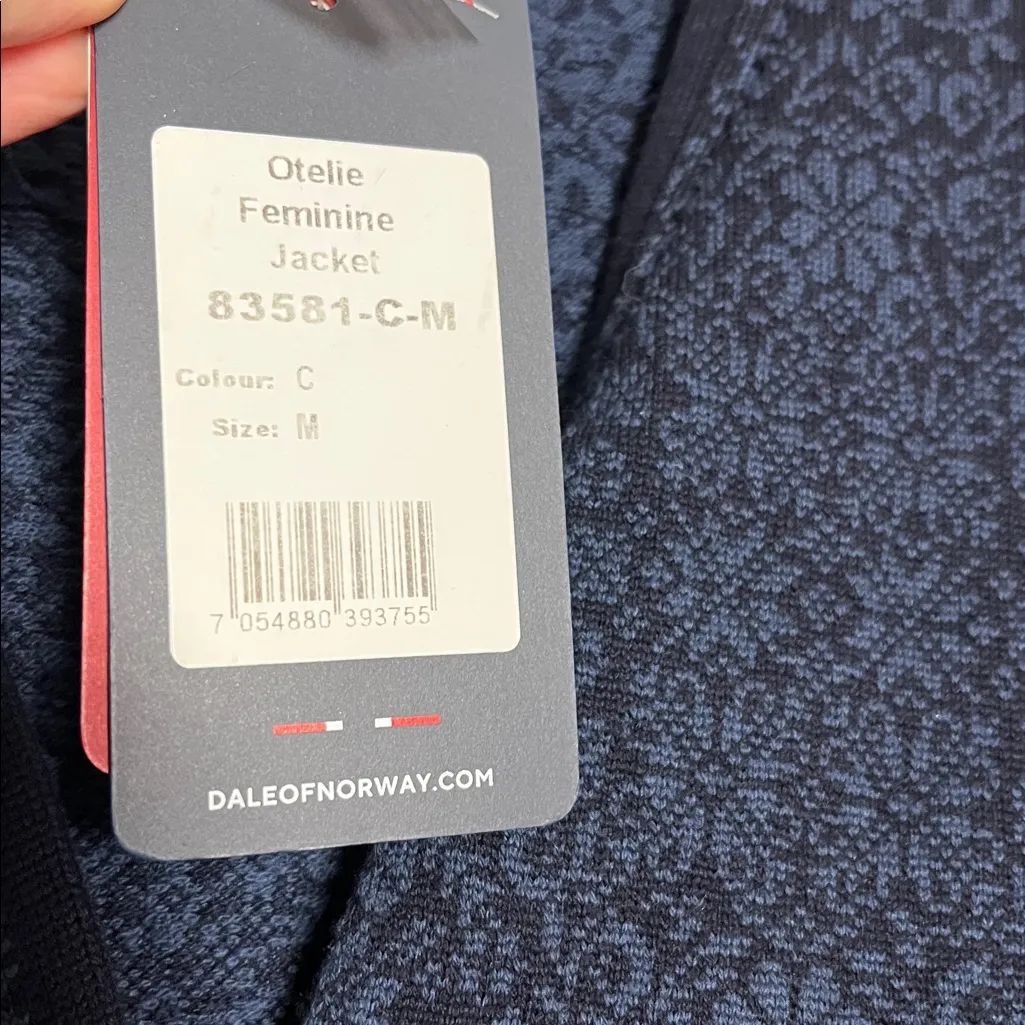 Otelie
Feminine
Jacket
83581-C-M
Colour: C
Size: M
7 054880 393755
DALEOFNORWAY.COM